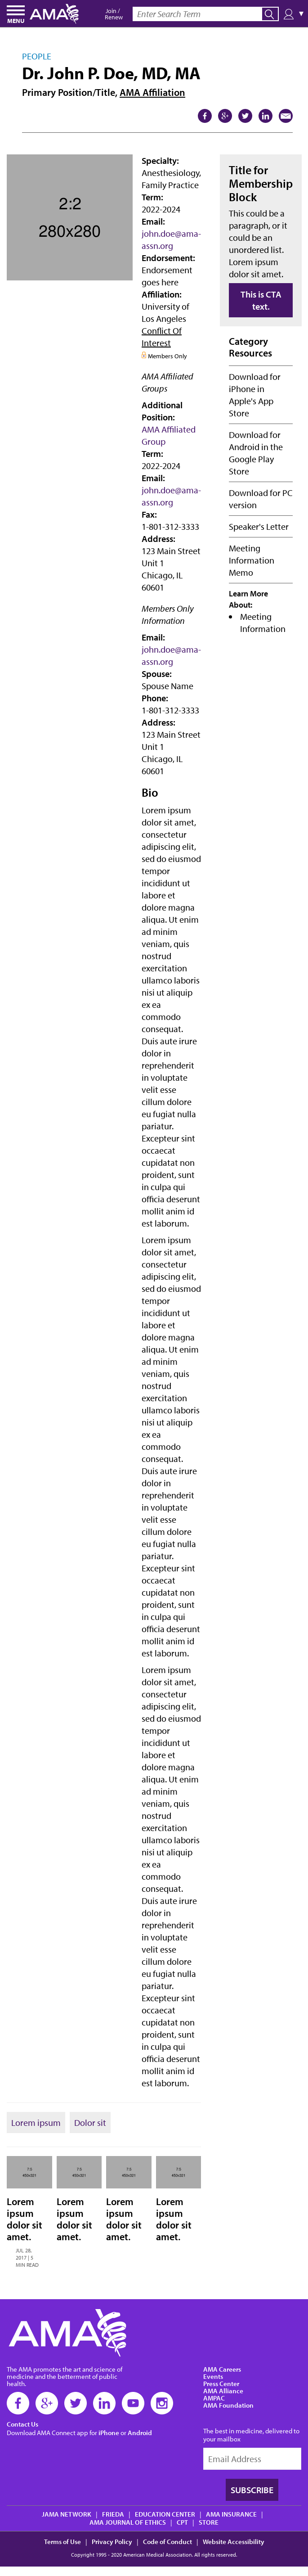 MENU
AMA
Join /
Renew
Enter Search Term
PEOPLE
Dr. John P. Doe, MD, MA
Primary Position/Title, AMA Affiliation
2:2
280x280
Specialty:
Anesthesiology,
Family Practice
Term:
2022-2024
Email:
john.doe@ama-
assn.org
Endorsement:
Endorsement
goes here
Affiliation:
University of
Los Angeles
Conflict Of
Interest
Members Only
AMA Affiliated
Groups
Additional
Position:
AMA Affiliated
Group
Term:
2022-2024
Email:
john.doe@ama-
assn.org
Fax:
1-801-312-3333
Address:
123 Main Street
Unit 1
Chicago, IL
60601
Members Only
Information
Email:
john.doe@ama-
assn.org
Spouse:
Spouse Name
Phone:
1-801-312-3333
Address:
123 Main Street
Unit 1
Chicago, IL
60601
Bio
Lorem ipsum
dolor sit amet,
consectetur
adipiscing elit,
sed do eiusmod
tempor
incididunt ut
labore et
dolore magna
aliqua. Ut enim
ad minim
veniam, quis
nostrud
exercitation
ullamco laboris
nisi ut aliquip
ex ea
commodo
consequat.
Duis aute irure
dolor in
reprehenderit
in voluptate
velit esse
cillum dolore
eu fugiat nulla
pariatur.
Excepteur sint
occaecat
cupidatat non
proident, sunt
in culpa qui
officia deserunt
mollit anim id
est laborum.
Lorem ipsum
dolor sit amet,
consectetur
adipiscing elit,
sed do eiusmod
tempor
incididunt ut
labore et
dolore magna
aliqua. Ut enim
ad minim
veniam, quis
nostrud
exercitation
ullamco laboris
nisi ut aliquip
ex ea
commodo
consequat.
Duis aute irure
dolor in
reprehenderit
in voluptate
velit esse
cillum dolore
eu fugiat nulla
pariatur.
Excepteur sint
occaecat
cupidatat non
proident, sunt
in culpa qui
officia deserunt
mollit anim id
est laborum.
Lorem ipsum
dolor sit amet,
consectetur
adipiscing elit,
sed do eiusmod
tempor
incididunt ut
labore et
dolore magna
aliqua. Ut enim
ad minim
veniam, quis
nostrud
exercitation
ullamco laboris
nisi ut aliquip
ex ea
commodo
consequat.
Duis aute irure
dolor in
reprehenderit
in voluptate
velit esse
cillum dolore
eu fugiat nulla
pariatur.
Excepteur sint
occaecat
cupidatat non
proident, sunt
in culpa qui
officia deserunt
mollit anim id
est laborum.
Title for
Membership
Block
This could be a
paragraph, or it
could be an
unordered list.
Lorem ipsum
dolor sit amet.
This is CTA
text.
Category
Resources
Download for
iPhone in
Apple's App
Store
Download for
Android in the
Google Play
Store
Download for PC
version
Speaker's Letter
Meeting
Information
Memo
Learn More
About:
Meeting
Information
Lorem ipsum
Dolor sit
Lorem
ipsum
dolor sit
amet.
JUL 28,
2017 | 5
MIN READ
Lorem
ipsum
dolor sit
amet.
Lorem
ipsum
dolor sit
amet.
Lorem
ipsum
dolor sit
amet.
AMA
The AMA promotes the art and science of
medicine and the betterment of public
health.
Contact Us
Download AMA Connect app for iPhone or Android
AMA Careers
Events
Press Center
AMA Alliance
AMPAC
AMA Foundation
The best in medicine, delivered to
your mailbox
Email Address
SUBSCRIBE
JAMA NETWORK | FRIEDA | EDUCATION CENTER | AMA INSURANCE |
AMA JOURNAL OF ETHICS | CPT | STORE
Terms of Use | Privacy Policy | Code of Conduct | Website Accessibility
Copyright 1995 - 2020 American Medical Association. All rights reserved.